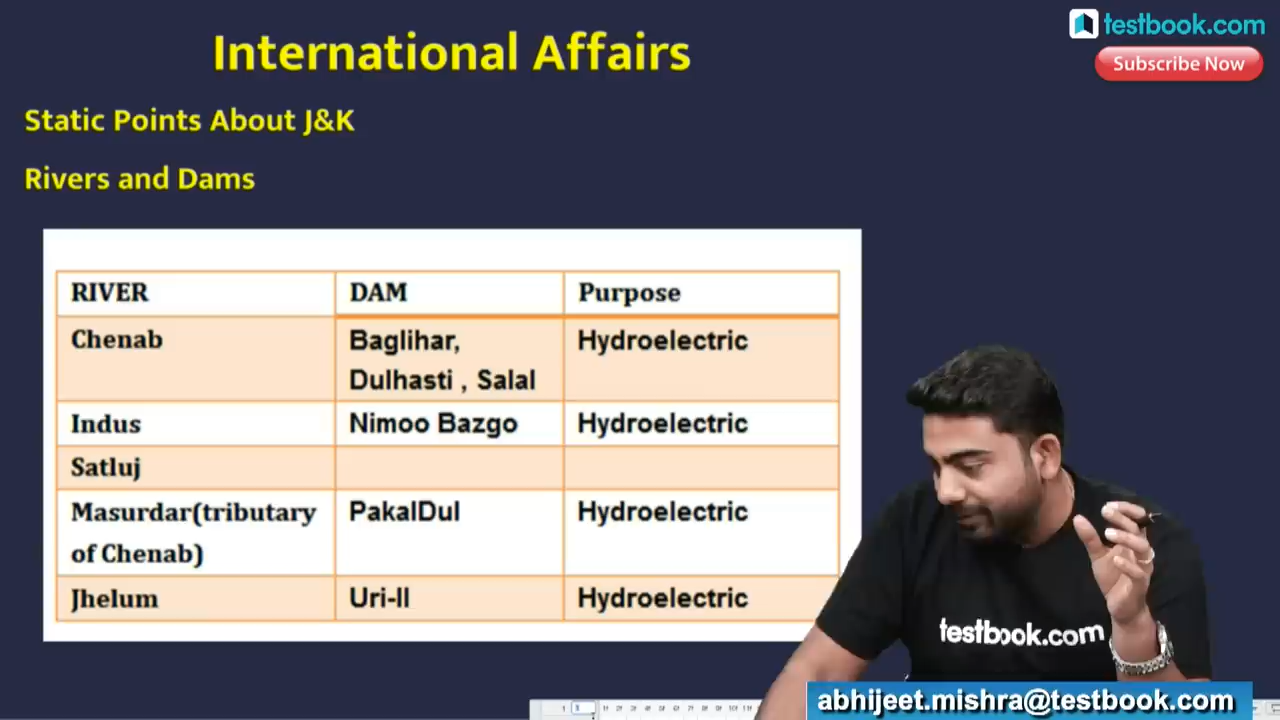 International Affairs
testbook.com
Subscribe Now
Static Points About J&K
Rivers and Dams
RIVER DAM Purpose
Chenab Baglihar, Hydroelectric
Dulhasti , Salal
Indus Nimoo Bazgo Hydroelectric
Satluj
Masurdar(tributary PakalDul Hydroelectric
of Chenab)
Jhelum Uri-II Hydroelectric
testbook.com
abhijeet.mishra@testbook.com